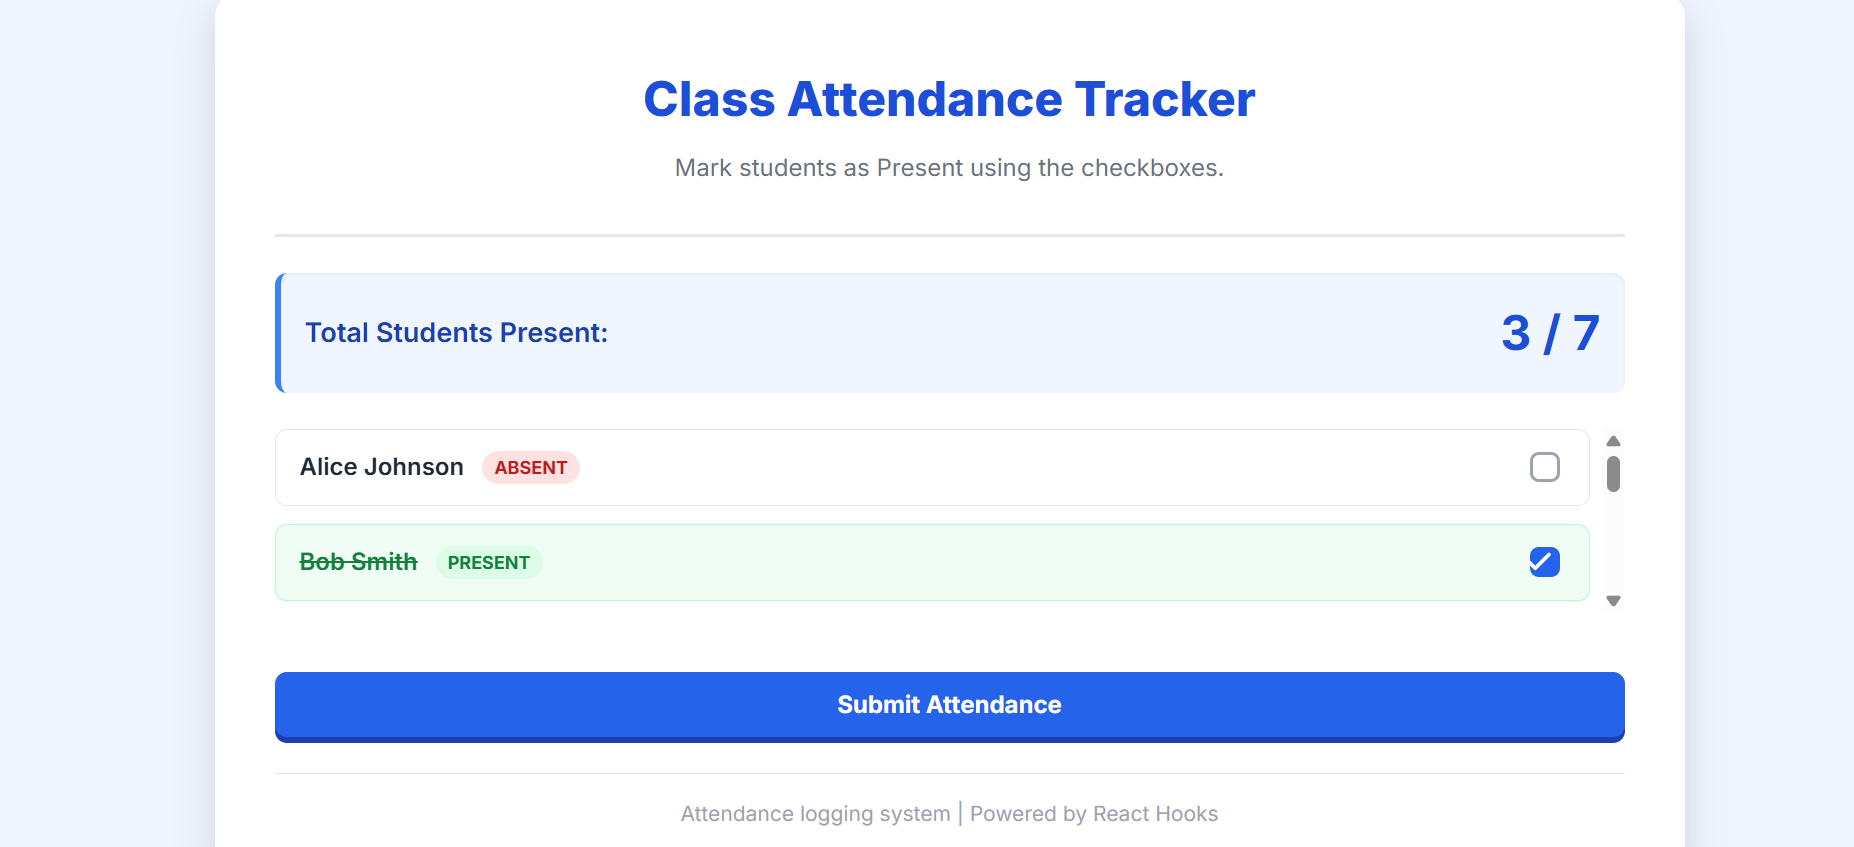 Class Attendance Tracker
Mark students as Present using the checkboxes.
Total Students Present:
3 / 7
Alice Johnson ABSENT
Bob Smith PRESENT
Submit Attendance
Attendance logging system | Powered by React Hooks